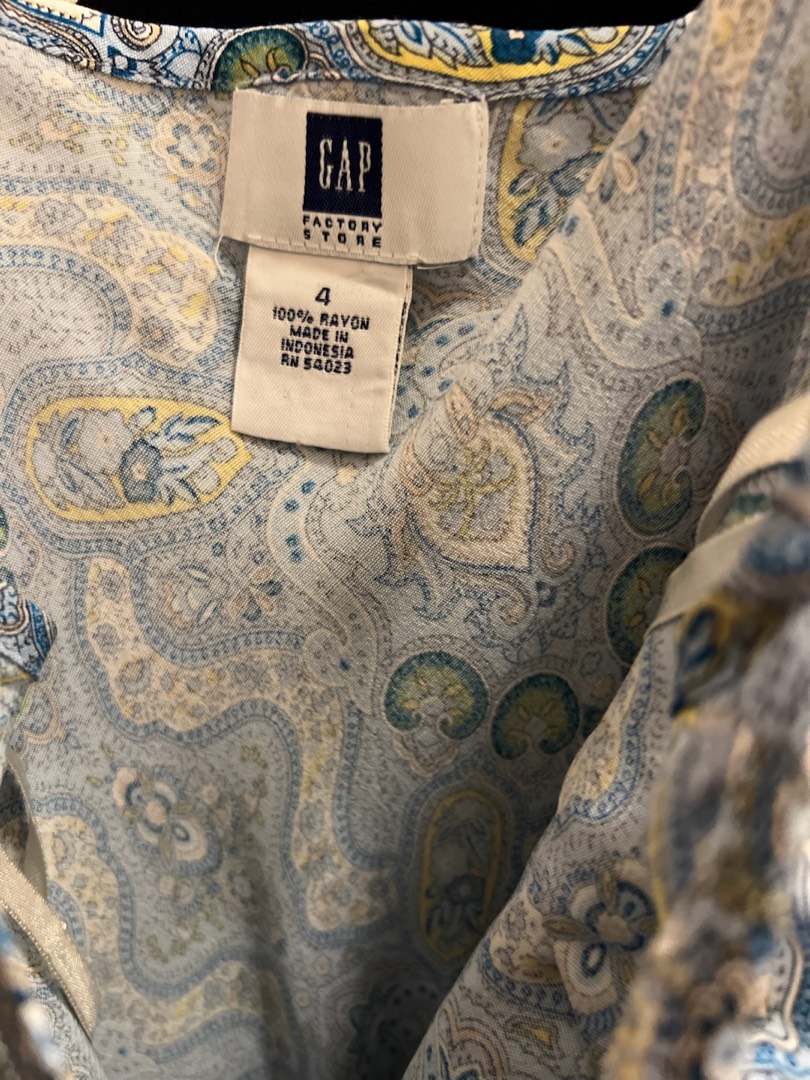 GAP
FACTORY
STORE
4
100% RAYON
MADE IN
INDONESIA
RN 54023